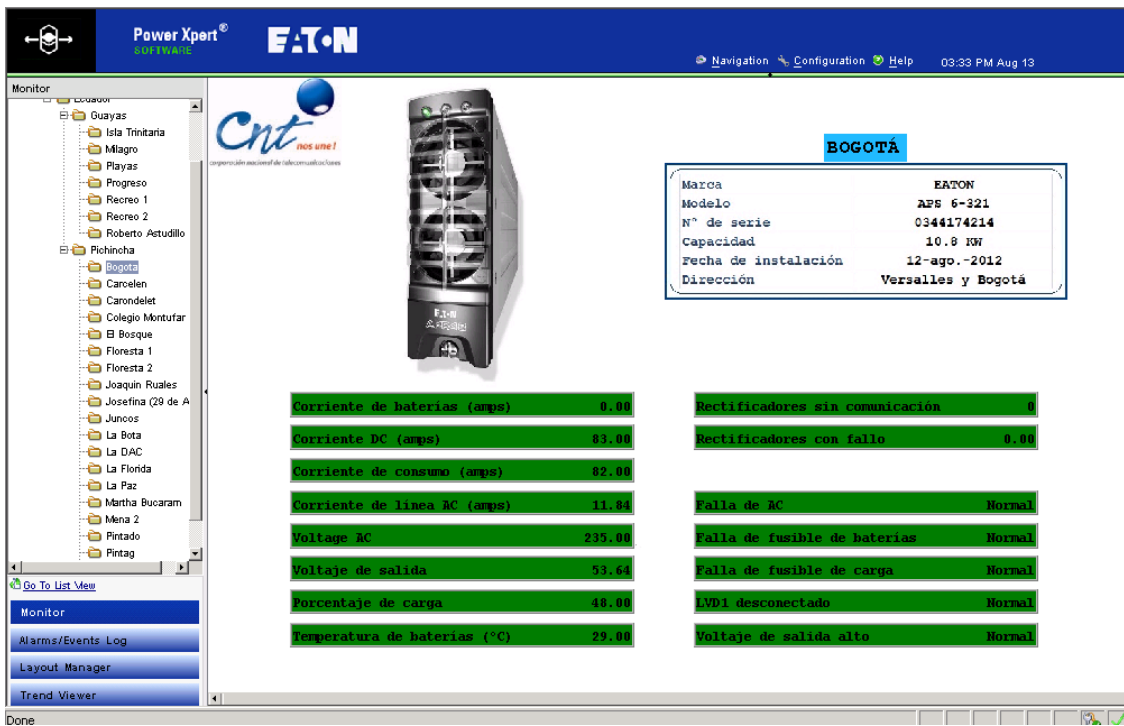 Power Xpert®
SOFTWARE
EATON
Navigation Configuration Help 03:33 PM Aug 13
Monitor
Ecuador
Guayas
Isla Trinitaria
Milagro
Playas
Progreso
Recreo 1
Recreo 2
Roberto Astudillo
Pichincha
Bogota
Carcelen
Carondelet
Colegio Montufar
El Bosque
Floresta 1
Floresta 2
Joaquin Ruales
Josefina (29 de A
Juncos
La Bota
La DAC
La Florida
La Paz
Martha Bucaram
Mena 2
Pintado
Pintag
Go To List View
Monitor
Alarms/Events Log
Layout Manager
Trend Viewer
Done
Cnt
nos une!
corporación nacional de telecomunicaciones
EATON
BOGOTÁ
Marca EATON
Modelo APS 6-321
N° de serie 0344174214
Capacidad 10.8 KW
Fecha de instalación 12-ago.-2012
Dirección Versalles y Bogotá
Corriente de baterías (amps) 0.00
Corriente DC (amps) 83.00
Corriente de consumo (amps) 82.00
Corriente de línea AC (amps) 11.84
Voltage AC 235.00
Voltaje de salida 53.64
Porcentaje de carga 48.00
Temperatura de baterías (°C) 29.00
Rectificadores sin comunicación 0
Rectificadores con fallo 0.00
Falla de AC Normal
Falla de fusible de baterías Normal
Falla de fusible de carga Normal
LVD1 desconectado Normal
Voltaje de salida alto Normal